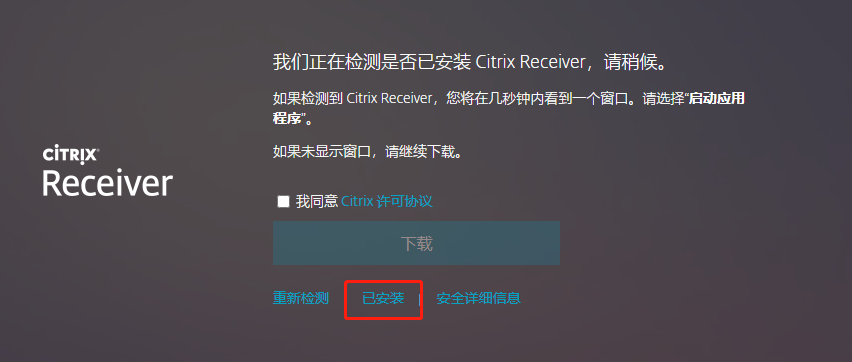 我们正在检测是否已安装 Citrix Receiver，请稍候。
如果检测到 Citrix Receiver，您将在几秒钟内看到一个窗口。请选择“启动应用
程序”。
如果未显示窗口，请继续下载。
CITRIX®
Receiver
我同意 Citrix 许可协议
下载
重新检测 已安装 | 安全详细信息